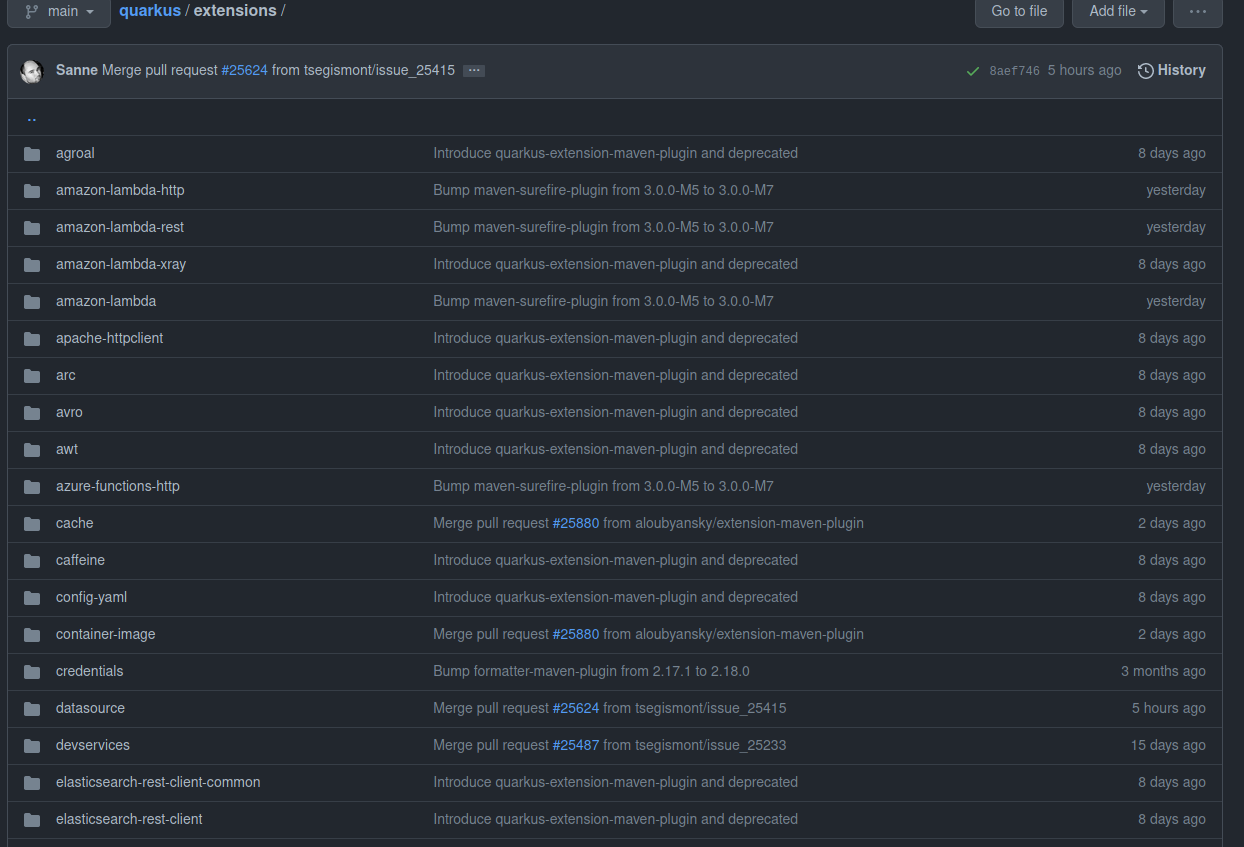 main quarkus / extensions / Go to file Add file ...
Sanne Merge pull request #25624 from tsegismont/issue_25415 ... 8aef746 5 hours ago History
..
agroal Introduce quarkus-extension-maven-plugin and deprecated 8 days ago
amazon-lambda-http Bump maven-surefire-plugin from 3.0.0-M5 to 3.0.0-M7 yesterday
amazon-lambda-rest Bump maven-surefire-plugin from 3.0.0-M5 to 3.0.0-M7 yesterday
amazon-lambda-xray Introduce quarkus-extension-maven-plugin and deprecated 8 days ago
amazon-lambda Bump maven-surefire-plugin from 3.0.0-M5 to 3.0.0-M7 yesterday
apache-httpclient Introduce quarkus-extension-maven-plugin and deprecated 8 days ago
arc Introduce quarkus-extension-maven-plugin and deprecated 8 days ago
avro Introduce quarkus-extension-maven-plugin and deprecated 8 days ago
awt Introduce quarkus-extension-maven-plugin and deprecated 8 days ago
azure-functions-http Bump maven-surefire-plugin from 3.0.0-M5 to 3.0.0-M7 yesterday
cache Merge pull request #25880 from aloubyansky/extension-maven-plugin 2 days ago
caffeine Introduce quarkus-extension-maven-plugin and deprecated 8 days ago
config-yaml Introduce quarkus-extension-maven-plugin and deprecated 8 days ago
container-image Merge pull request #25880 from aloubyansky/extension-maven-plugin 2 days ago
credentials Bump formatter-maven-plugin from 2.17.1 to 2.18.0 3 months ago
datasource Merge pull request #25624 from tsegismont/issue_25415 5 hours ago
devservices Merge pull request #25487 from tsegismont/issue_25233 15 days ago
elasticsearch-rest-client-common Introduce quarkus-extension-maven-plugin and deprecated 8 days ago
elasticsearch-rest-client Introduce quarkus-extension-maven-plugin and deprecated 8 days ago